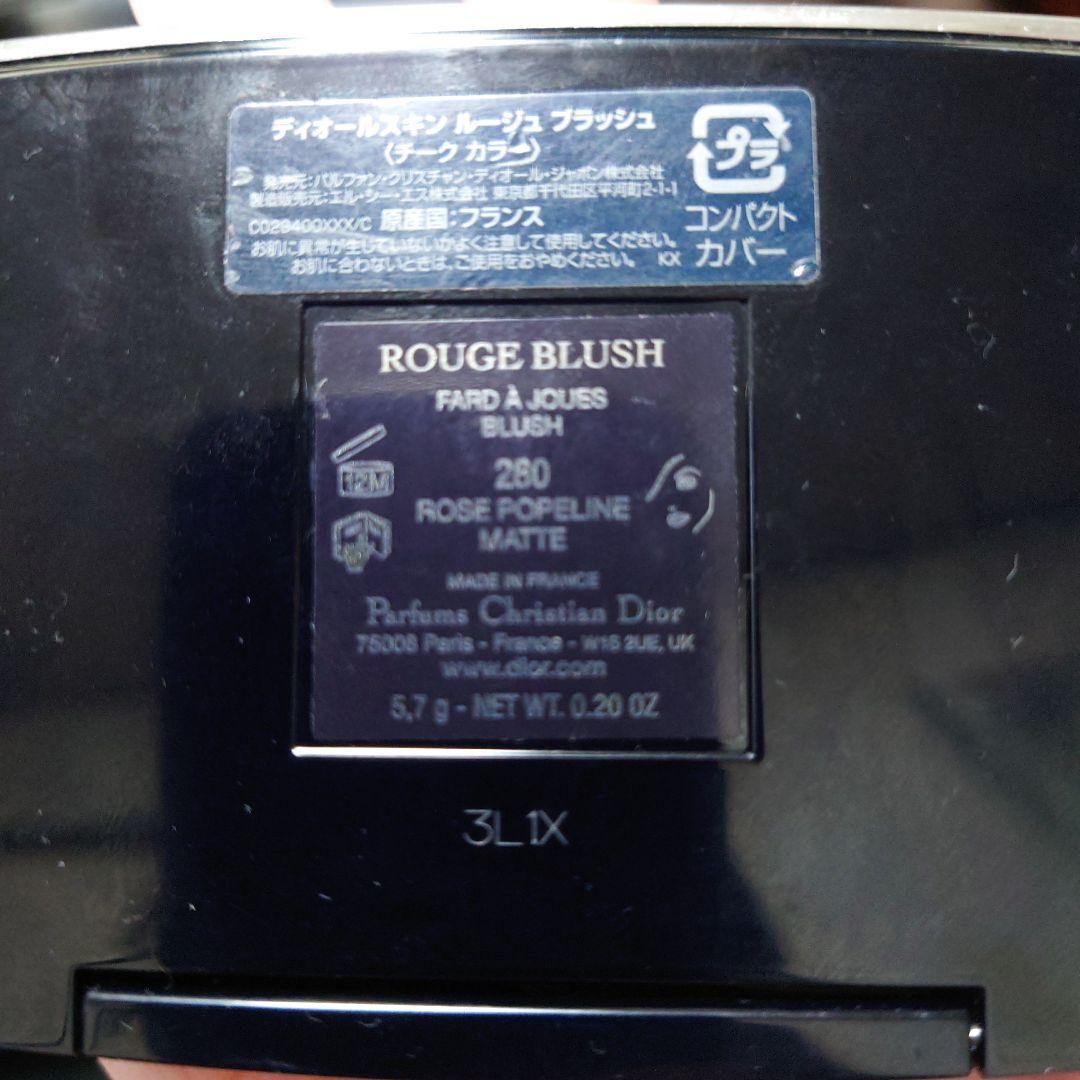 ディオールスキン ルージュ ブラッシュ
〈チーク カラー〉
発売元:パルファン・クリスチャン・ディオール・ジャポン株式会社
製造販売元:エル・シー・エス株式会社 東京都千代田区平河町2-1-1
C029400XXX/C 原産国:フランス
お肌に異常が生じていないかよく注意して使用してください。
お肌に合わないときは、ご使用をおやめください。 KX
プラ
コンパクト
カバー
ROUGE BLUSH
FARD À JOUES
BLUSH
12M
280
ROSE POPELINE
MATTE
MADE IN FRANCE
Parfums Christian Dior
75008 Paris - France - W1S 2UE, UK
www.dior.com
5,7 g - NET WT. 0.20 OZ
3L1X